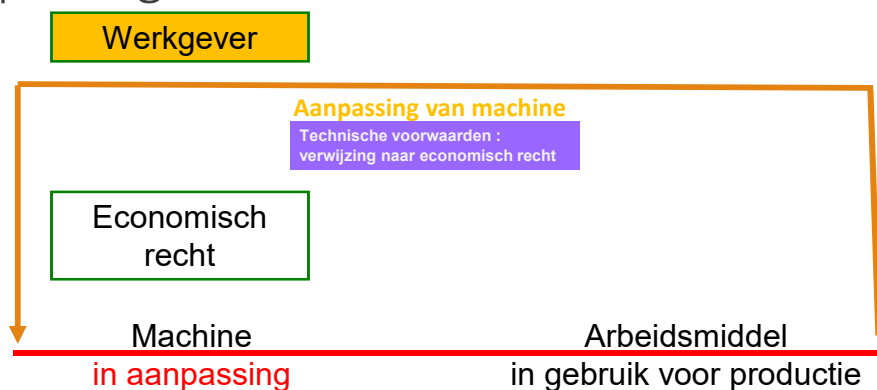 Werkgever
Aanpassing van machine
Technische voorwaarden :
verwijzing naar economisch recht
Economisch
recht
Machine
in aanpassing
Arbeidsmiddel
in gebruik voor productie